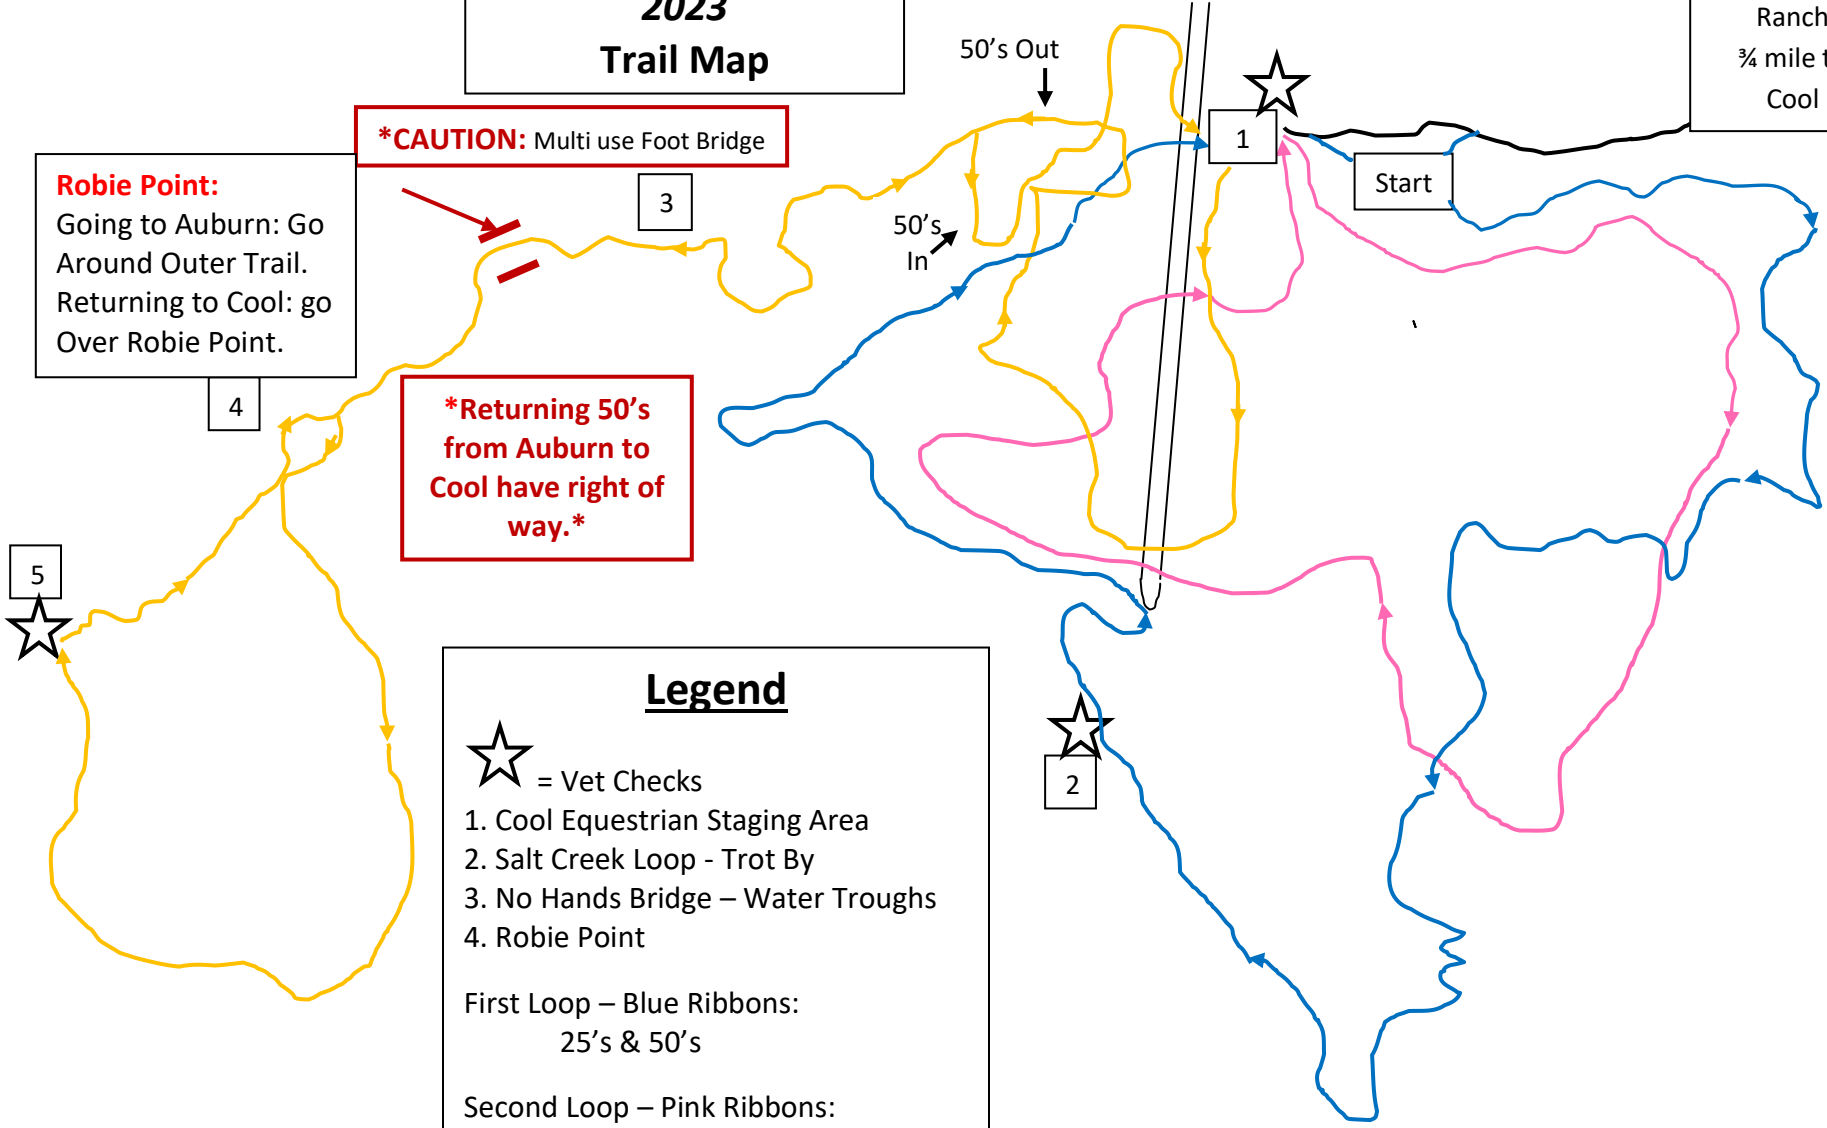 2023
Trail Map
50's Out
Ranch
¾ mile t
Cool
*CAUTION: Multi use Foot Bridge
1
Start
Robie Point:
Going to Auburn: Go
Around Outer Trail.
Returning to Cool: go
Over Robie Point.
3
50's
In
4
*Returning 50's
from Auburn to
Cool have right of
way.*
5
2
Legend
= Vet Checks
1. Cool Equestrian Staging Area
2. Salt Creek Loop - Trot By
3. No Hands Bridge – Water Troughs
4. Robie Point
First Loop – Blue Ribbons:
25's & 50's
Second Loop – Pink Ribbons: